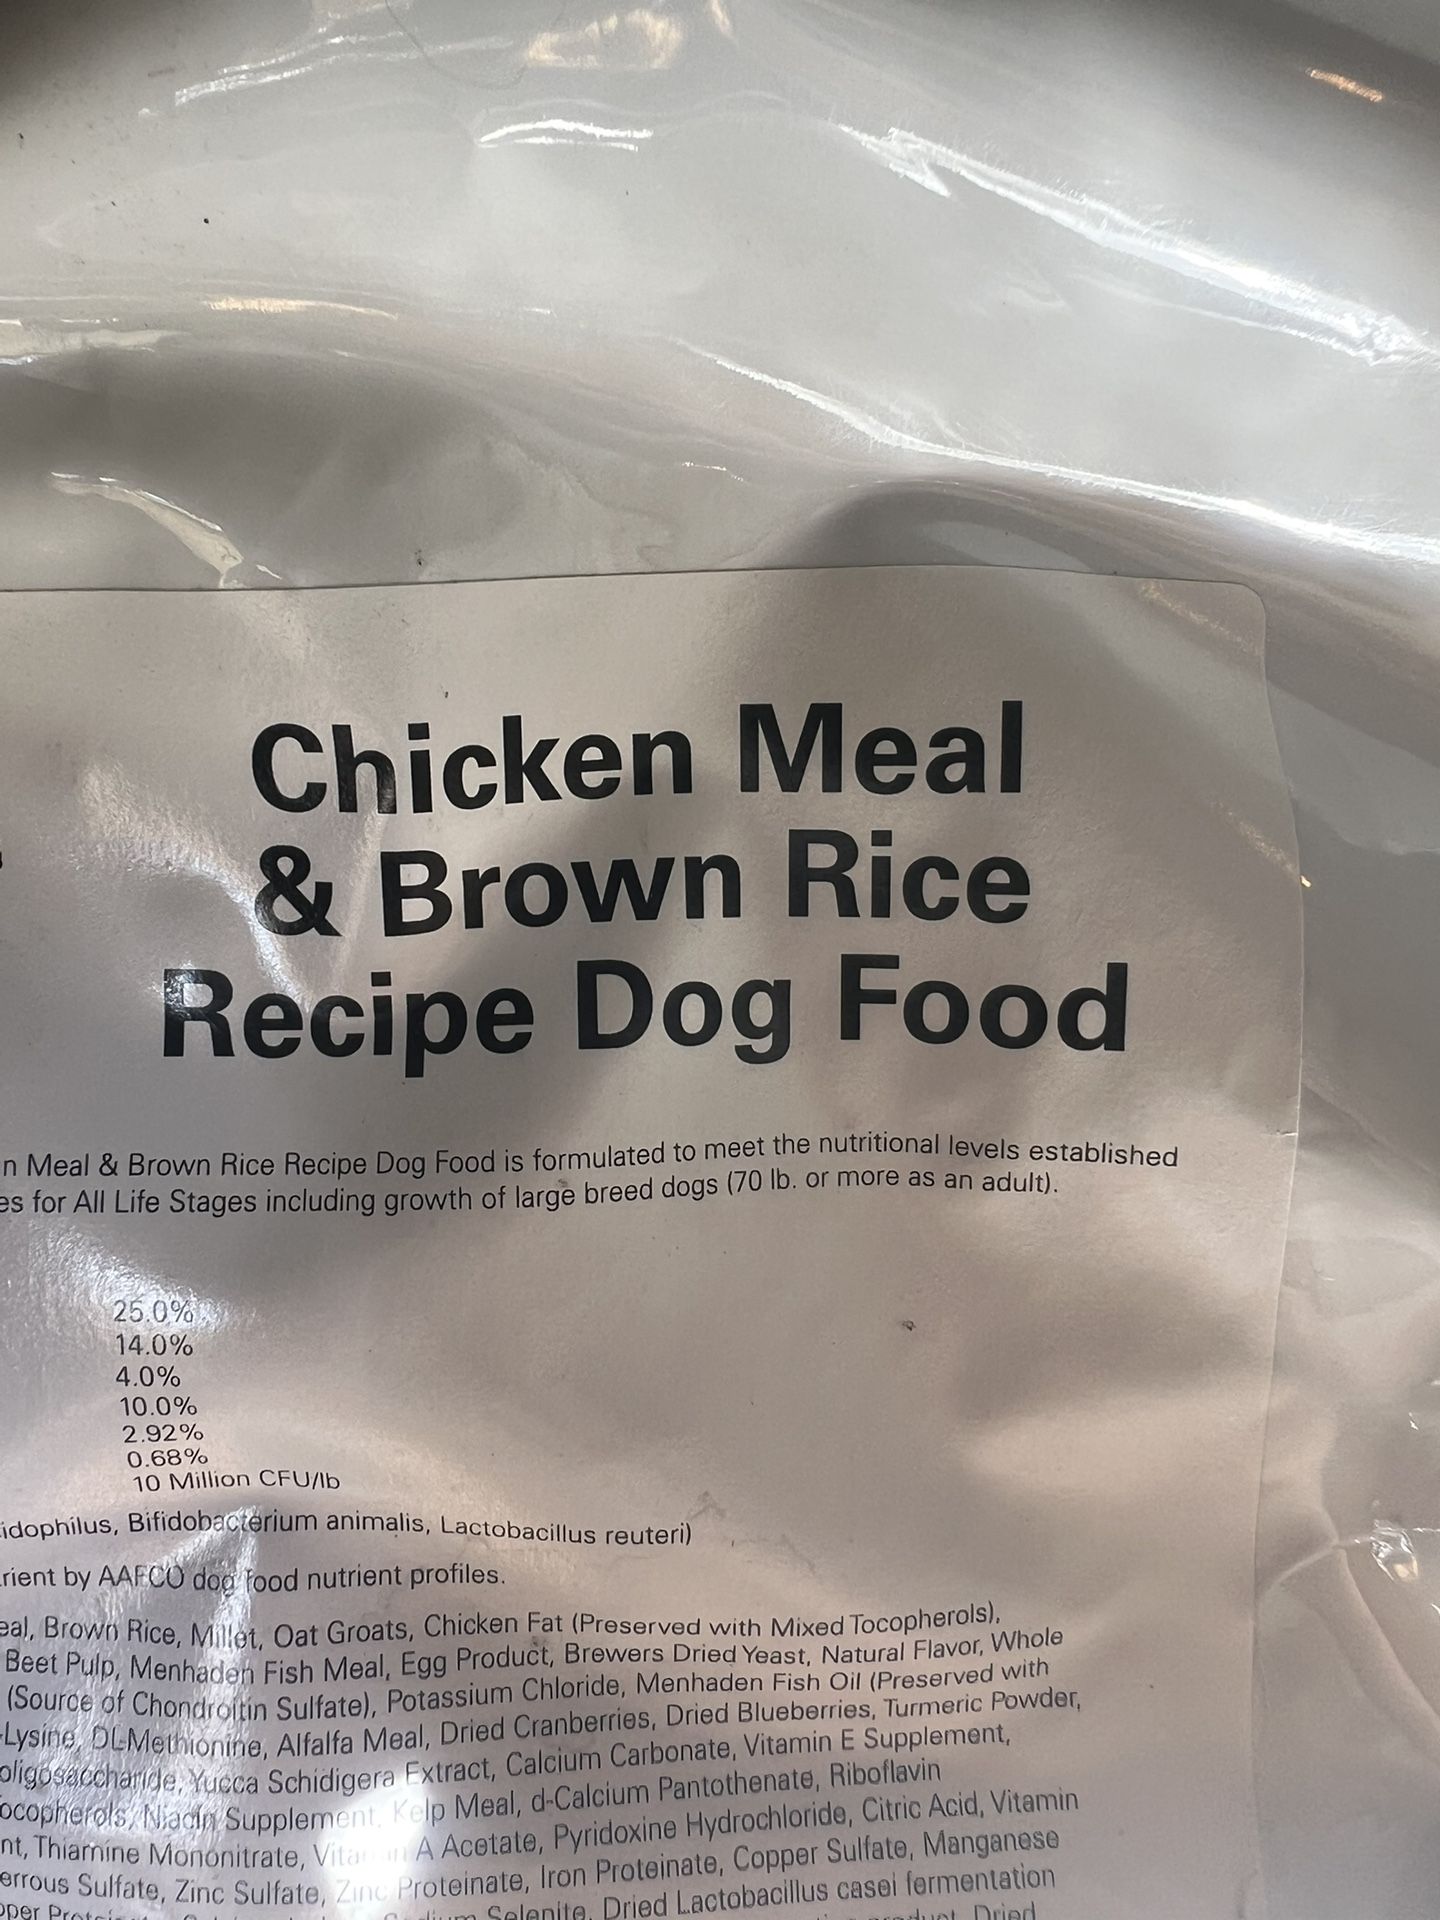 Chicken Meal
& Brown Rice
Recipe Dog Food
n Meal & Brown Rice Recipe Dog Food is formulated to meet the nutritional levels established
es for All Life Stages including growth of large breed dogs (70 lb. or more as an adult).
25.0%
14.0%
4.0%
10.0%
2.92%
0.68%
10 Million CFU/lb
idophilus, Bifidobacterium animalis, Lactobacillus reuteri)
rient by AAFCO dog food nutrient profiles.
eal, Brown Rice, Millet, Oat Groats, Chicken Fat (Preserved with Mixed Tocopherols),
Beet Pulp, Menhaden Fish Meal, Egg Product, Brewers Dried Yeast, Natural Flavor, Whole
(Source of Chondroitin Sulfate), Potassium Chloride, Menhaden Fish Oil (Preserved with
-Lysine, DL-Methionine, Alfalfa Meal, Dried Cranberries, Dried Blueberries, Turmeric Powder,
oligosaccharide, Yucca Schidigera Extract, Calcium Carbonate, Vitamin E Supplement,
ocopherols, Niacin Supplement, Kelp Meal, d-Calcium Pantothenate, Riboflavin
nt, Thiamine Mononitrate, Vitamin A Acetate, Pyridoxine Hydrochloride, Citric Acid, Vitamin
errous Sulfate, Zinc Sulfate, Zinc Proteinate, Iron Proteinate, Copper Sulfate, Manganese
Selenite, Dried Lactobacillus casei fermentation
Dried